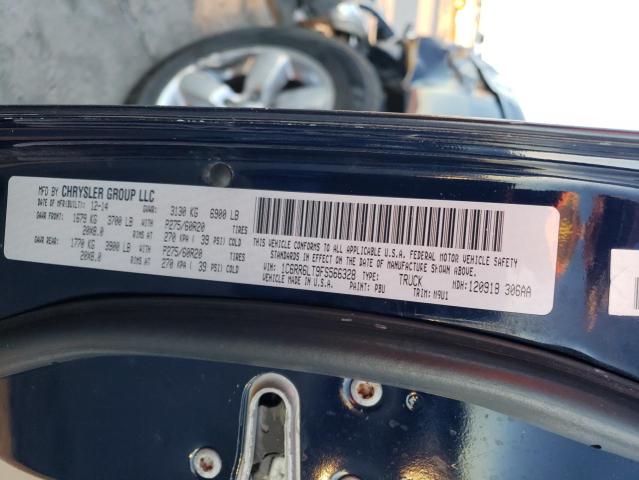 MFD BY CHRYSLER GROUP LLC
DATE OF MFR(BUILT): 12-14 GVWR: 3130 KG 6900 LB
GAWR FRONT: 1679 KG 3700 LB WITH P275/60R20 TIRES
20X8.0 RIMS AT 270 KPA ( 39 PSI) COLD
GAWR REAR: 1770 KG 3900 LB WITH P275/60R20 TIRES
20X8.0 RIMS AT 270 KPA ( 39 PSI) COLD
THIS VEHICLE CONFORMS TO ALL APPLICABLE U.S.A. FEDERAL MOTOR VEHICLE SAFETY
STANDARDS IN EFFECT ON THE DATE OF MANUFACTURE SHOWN ABOVE.
VIN: 1C6RR6LT9FS566328 TYPE: TRUCK MDH: 120918 306AA
VEHICLE MADE IN U.S.A. PAINT: PBU TRIM: M9U1